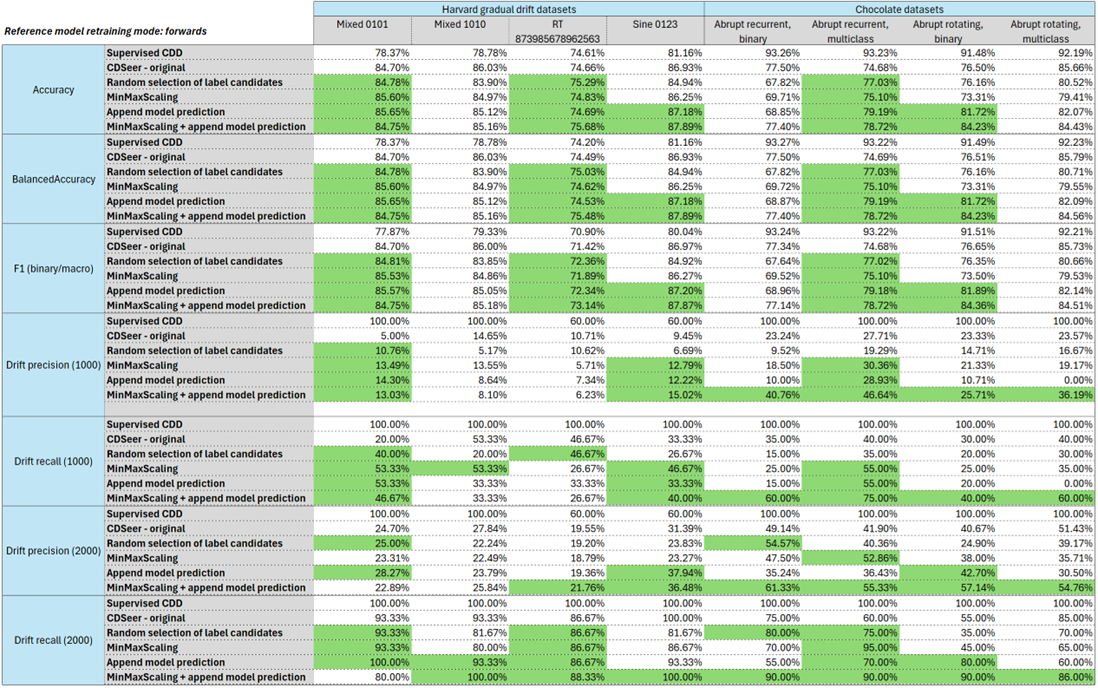 Harvard gradual drift datasets Chocolate datasets
Reference model retraining mode: forwards Mixed 0101 Mixed 1010 RT 873985678962563 Sine 0123 Abrupt recurrent, binary Abrupt recurrent, multiclass Abrupt rotating, binary Abrupt rotating, multiclass
Accuracy
Supervised CDD 78.37% 78.78% 74.61% 81.16% 93.26% 93.23% 91.48% 92.19%
CDSeer - original 84.70% 86.03% 74.66% 86.93% 77.50% 74.68% 76.50% 85.66%
Random selection of label candidates 84.78% 83.90% 75.29% 84.94% 67.82% 77.03% 76.16% 80.52%
MinMaxScaling 85.60% 84.97% 74.83% 86.25% 69.71% 75.10% 73.31% 79.41%
Append model prediction 85.65% 85.12% 74.69% 87.18% 68.85% 79.19% 81.72% 82.07%
MinMaxScaling + append model prediction 84.75% 85.16% 75.68% 87.89% 77.40% 78.72% 84.23% 84.43%
BalancedAccuracy
Supervised CDD 78.37% 78.78% 74.20% 81.16% 93.27% 93.22% 91.49% 92.23%
CDSeer - original 84.70% 86.03% 74.49% 86.93% 77.50% 74.69% 76.51% 85.79%
Random selection of label candidates 84.78% 83.90% 75.03% 84.94% 67.82% 77.03% 76.16% 80.71%
MinMaxScaling 85.60% 84.97% 74.62% 86.25% 69.72% 75.10% 73.31% 79.55%
Append model prediction 85.65% 85.12% 74.53% 87.18% 68.87% 79.19% 81.72% 82.09%
MinMaxScaling + append model prediction 84.75% 85.16% 75.48% 87.89% 77.40% 78.72% 84.23% 84.56%
F1 (binary/macro)
Supervised CDD 77.87% 79.33% 70.90% 80.04% 93.24% 93.22% 91.51% 92.21%
CDSeer - original 84.70% 86.00% 71.42% 86.97% 77.34% 74.68% 76.65% 85.73%
Random selection of label candidates 84.81% 83.85% 72.36% 84.92% 67.64% 77.02% 76.35% 80.66%
MinMaxScaling 85.53% 84.86% 71.89% 86.27% 69.52% 75.10% 73.50% 79.53%
Append model prediction 85.57% 85.05% 72.34% 87.20% 68.96% 79.18% 81.89% 82.14%
MinMaxScaling + append model prediction 84.75% 85.18% 73.14% 87.87% 77.14% 78.72% 84.36% 84.51%
Drift precision (1000)
Supervised CDD 100.00% 100.00% 60.00% 60.00% 100.00% 100.00% 100.00% 100.00%
CDSeer - original 5.00% 14.65% 10.71% 9.45% 23.24% 27.71% 23.33% 23.57%
Random selection of label candidates 10.76% 5.17% 10.62% 6.69% 9.52% 19.29% 14.71% 16.67%
MinMaxScaling 13.49% 13.55% 5.71% 12.79% 18.50% 30.36% 21.33% 19.17%
Append model prediction 14.30% 8.64% 7.34% 12.22% 10.00% 28.93% 10.71% 0.00%
MinMaxScaling + append model prediction 13.03% 8.10% 6.23% 15.02% 40.76% 46.64% 25.71% 36.19%
Drift recall (1000)
Supervised CDD 100.00% 100.00% 100.00% 100.00% 100.00% 100.00% 100.00% 100.00%
CDSeer - original 20.00% 53.33% 46.67% 33.33% 35.00% 40.00% 30.00% 40.00%
Random selection of label candidates 40.00% 20.00% 46.67% 26.67% 15.00% 35.00% 20.00% 30.00%
MinMaxScaling 53.33% 53.33% 26.67% 46.67% 25.00% 55.00% 25.00% 35.00%
Append model prediction 53.33% 33.33% 33.33% 33.33% 15.00% 55.00% 20.00% 0.00%
MinMaxScaling + append model prediction 46.67% 33.33% 26.67% 40.00% 60.00% 75.00% 40.00% 60.00%
Drift precision (2000)
Supervised CDD 100.00% 100.00% 60.00% 60.00% 100.00% 100.00% 100.00% 100.00%
CDSeer - original 24.70% 27.84% 19.55% 31.39% 49.14% 41.90% 40.67% 51.43%
Random selection of label candidates 25.00% 22.24% 19.20% 23.83% 54.57% 40.36% 24.90% 39.17%
MinMaxScaling 23.31% 22.49% 18.79% 23.27% 47.50% 52.86% 38.00% 35.71%
Append model prediction 28.27% 23.79% 19.36% 37.94% 35.24% 36.43% 42.70% 30.50%
MinMaxScaling + append model prediction 22.89% 25.84% 21.76% 36.48% 61.33% 55.33% 57.14% 54.76%
Drift recall (2000)
Supervised CDD 100.00% 100.00% 100.00% 100.00% 100.00% 100.00% 100.00% 100.00%
CDSeer - original 93.33% 93.33% 86.67% 100.00% 75.00% 60.00% 55.00% 85.00%
Random selection of label candidates 93.33% 81.67% 86.67% 81.67% 80.00% 75.00% 35.00% 70.00%
MinMaxScaling 93.33% 80.00% 86.67% 86.67% 70.00% 95.00% 45.00% 65.00%
Append model prediction 100.00% 93.33% 86.67% 93.33% 55.00% 70.00% 80.00% 60.00%
MinMaxScaling + append model prediction 80.00% 100.00% 88.33% 100.00% 90.00% 90.00% 90.00% 86.00%